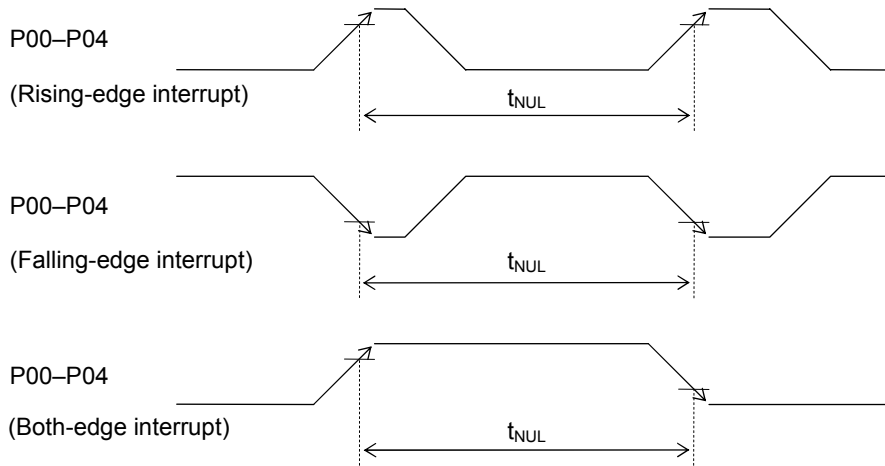 P00–P04
(Rising-edge interrupt)
tNUL
P00–P04
(Falling-edge interrupt)
tNUL
P00–P04
(Both-edge interrupt)
tNUL